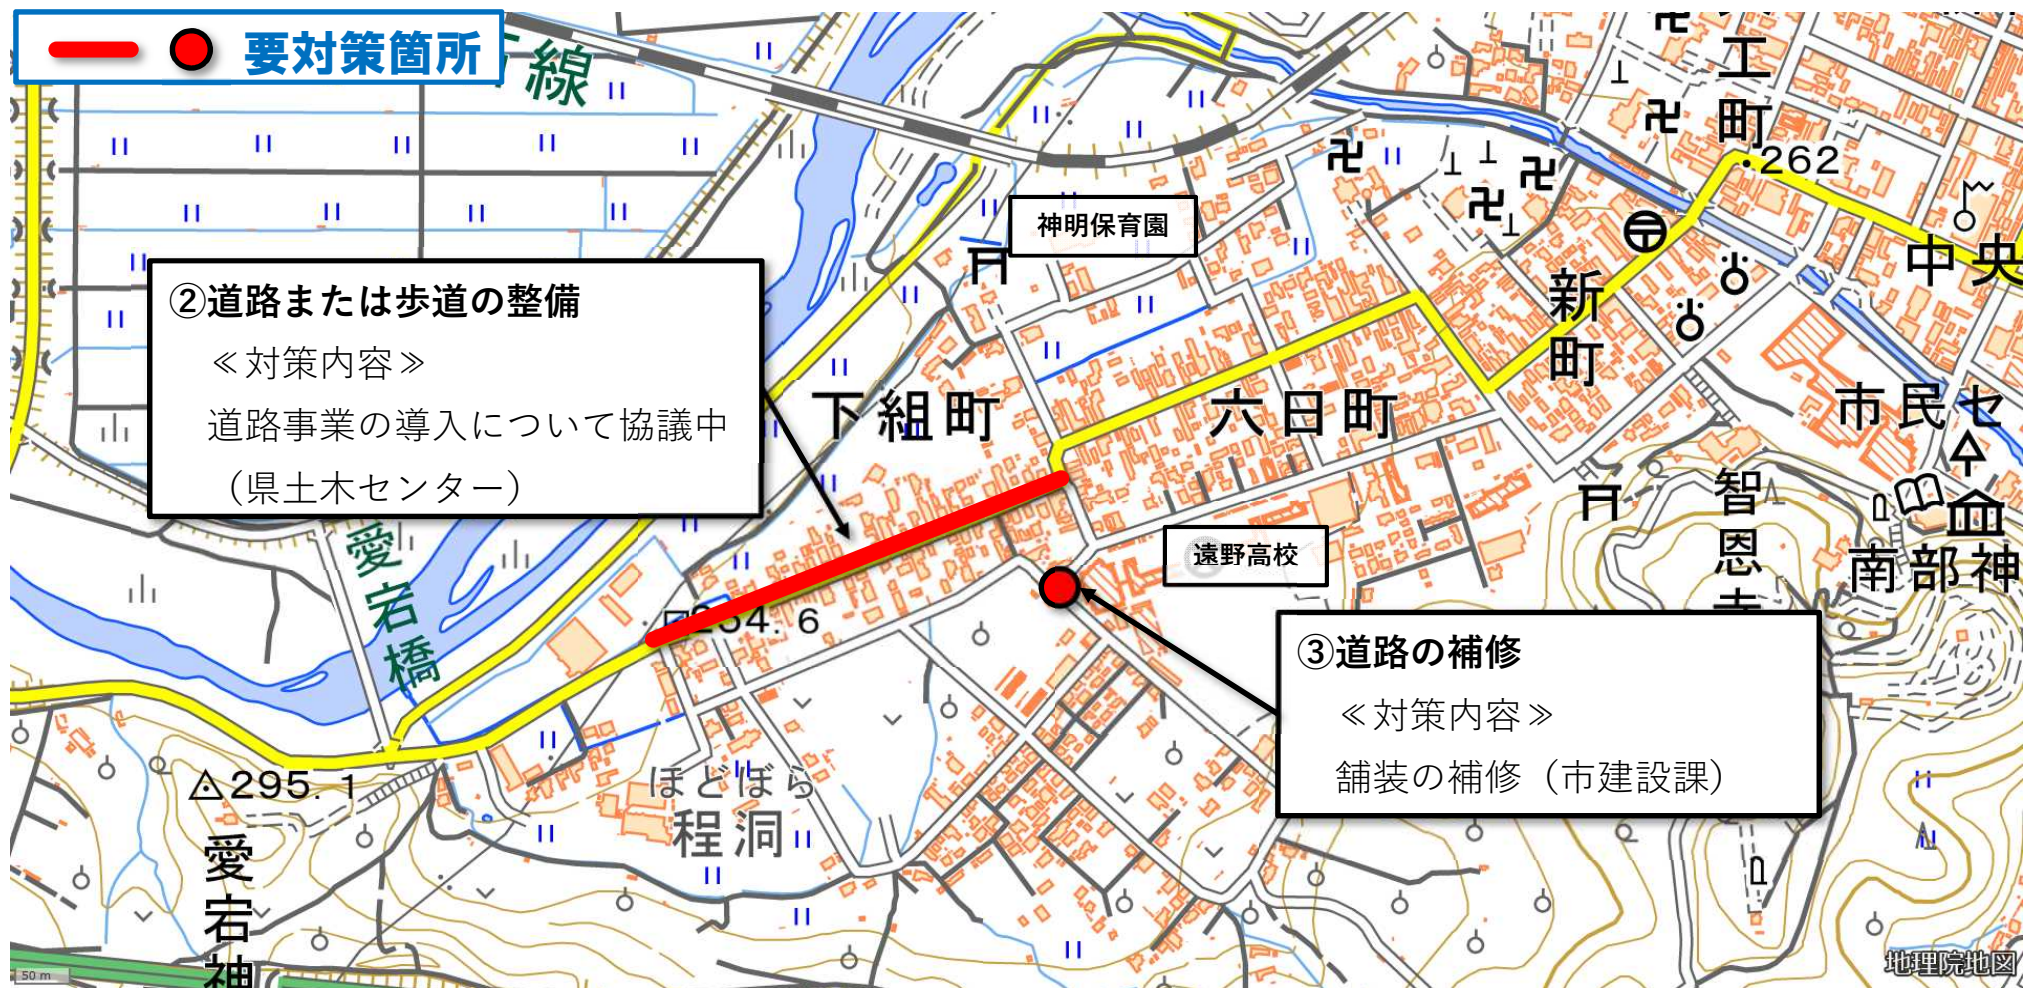 要対策箇所
線
工町
・262
神明保育園
中央
新町
②道路または歩道の整備
≪対策内容≫
道路事業の導入について協議中
（県土木センター）
下組町
六日町
市民セ
智恩寺
南部神
遠野高校
愛宕橋
254.6
③道路の補修
≪対策内容≫
舗装の補修（市建設課）
295.1
ほどぼら
程洞
愛宕神
50 m
地理院地図